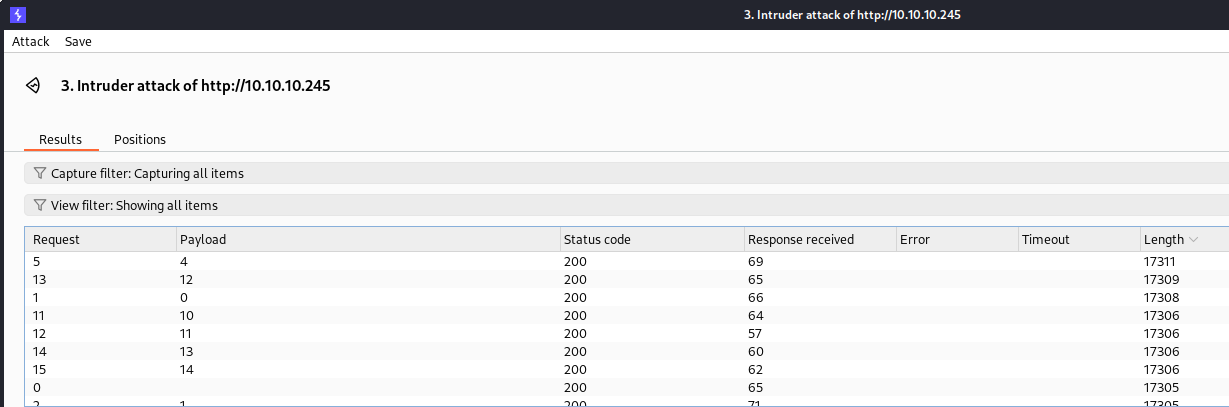 3. Intruder attack of http://10.10.10.245
Attack Save
3. Intruder attack of http://10.10.10.245
Results Positions
Capture filter: Capturing all items
View filter: Showing all items
Request Payload Status code Response received Error Timeout Length
5 4 200 69 17311
13 12 200 65 17309
1 0 200 66 17308
11 10 200 64 17306
12 11 200 57 17306
14 13 200 60 17306
15 14 200 62 17306
0 200 65 17305
2 1 200 71 17305